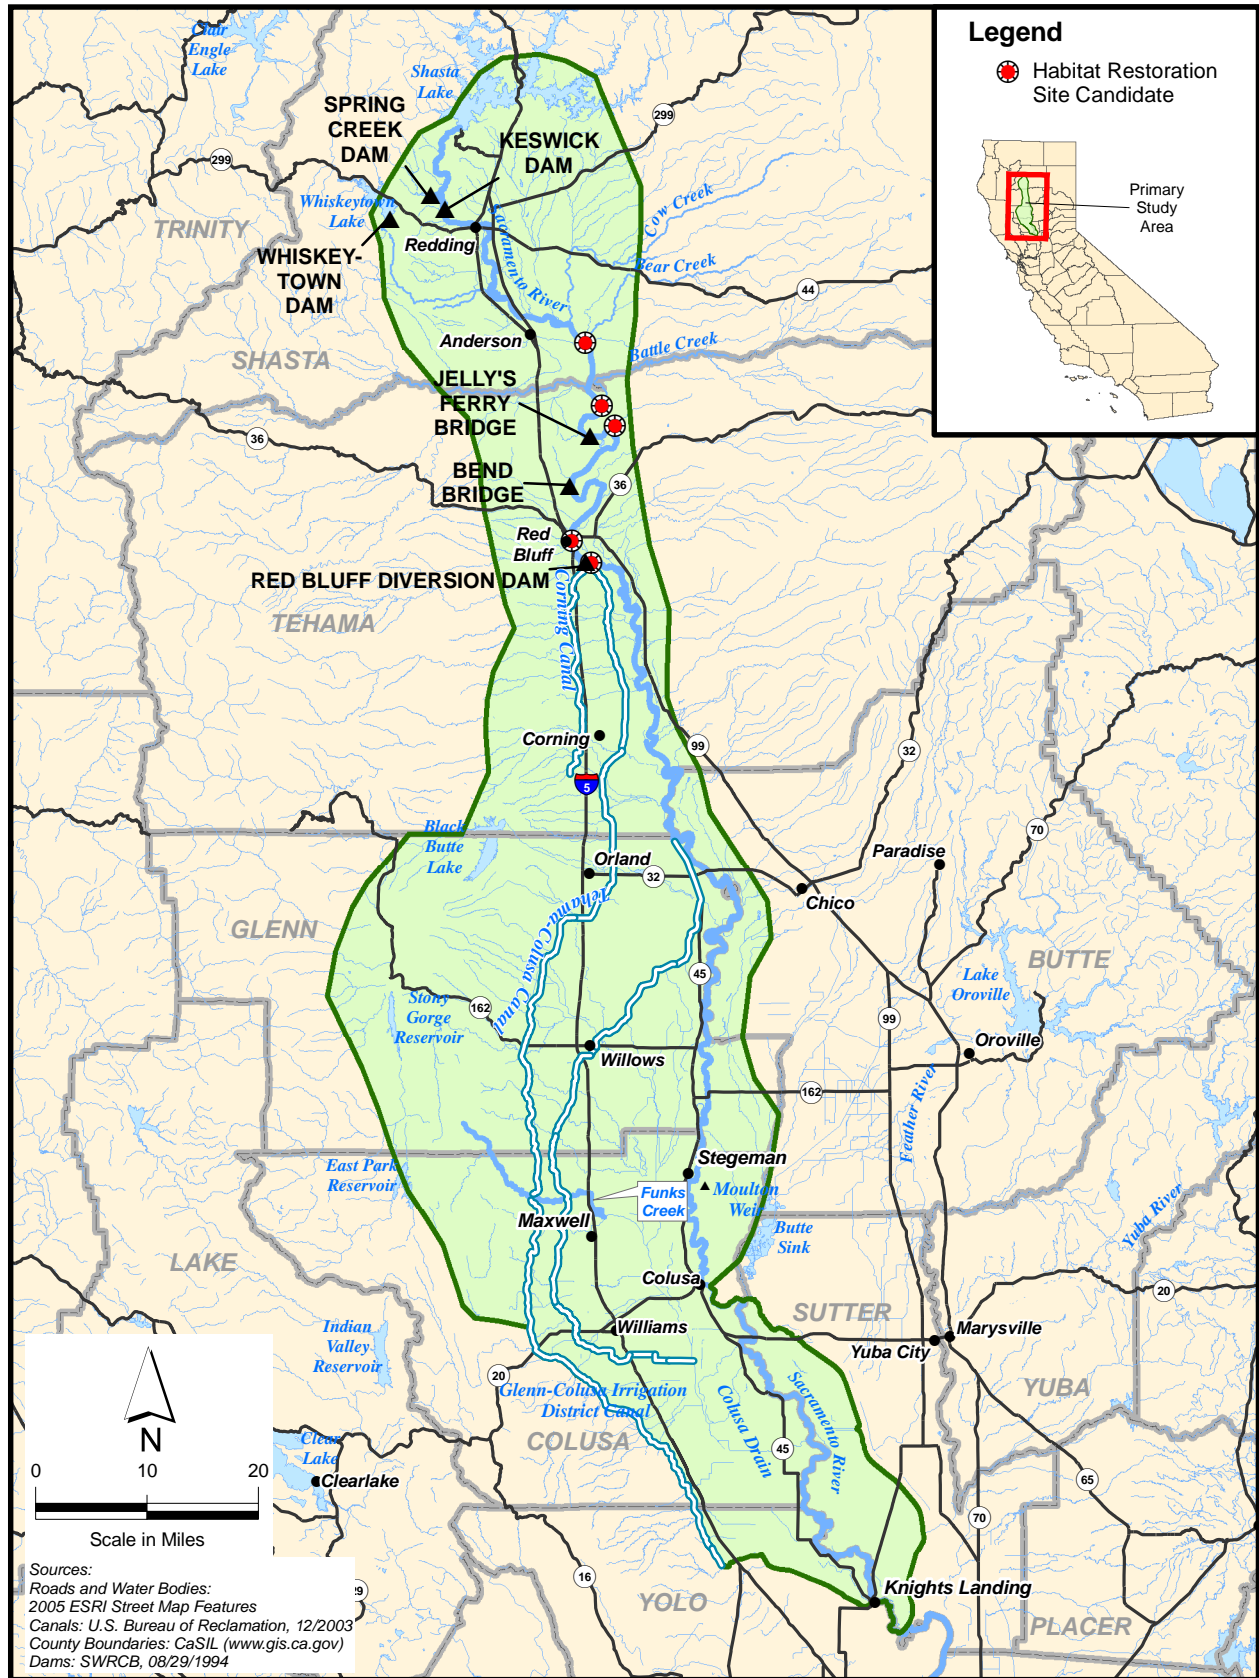 Legend
Habitat Restoration
Site Candidate
Primary
Study
Area
Clair
Engle
Lake
Shasta
Lake
SPRING
CREEK
DAM
KESWICK
DAM
299
299
Whiskeytown
Lake
TRINITY
Redding
Sacramento River
Cow Creek
Bear Creek
WHISKEY-
TOWN
DAM
44
Anderson
Battle Creek
SHASTA
JELLY'S
FERRY
BRIDGE
36
BEND
BRIDGE
36
Red
Bluff
RED BLUFF DIVERSION DAM
Corning Canal
TEHAMA
Corning
99
32
5
Black
Butte
Lake
70
Paradise
Orland
32
Chico
Tehama-Colusa Canal
GLENN
BUTTE
45
Lake
Oroville
Stony
Gorge
Reservoir
162
99
Oroville
Willows
162
Feather River
Stegeman
East Park
Reservoir
Funks
Creek
Moulton
Weir
Maxwell
Butte
Sink
Yuba River
LAKE
Colusa
20
SUTTER
Indian
Valley
Reservoir
Williams
Marysville
Yuba City
20
Glenn-Colusa Irrigation
District Canal
YUBA
Colusa Drain
Sacramento
River
COLUSA
45
Clear
Lake
Clearlake
65
70
N
0
10
20
Scale in Miles
16
29
YOLO
Knights Landing
PLACER
Sources:
Roads and Water Bodies:
2005 ESRI Street Map Features
Canals: U.S. Bureau of Reclamation, 12/2003
County Boundaries: CaSIL (www.gis.ca.gov)
Dams: SWRCB, 08/29/1994